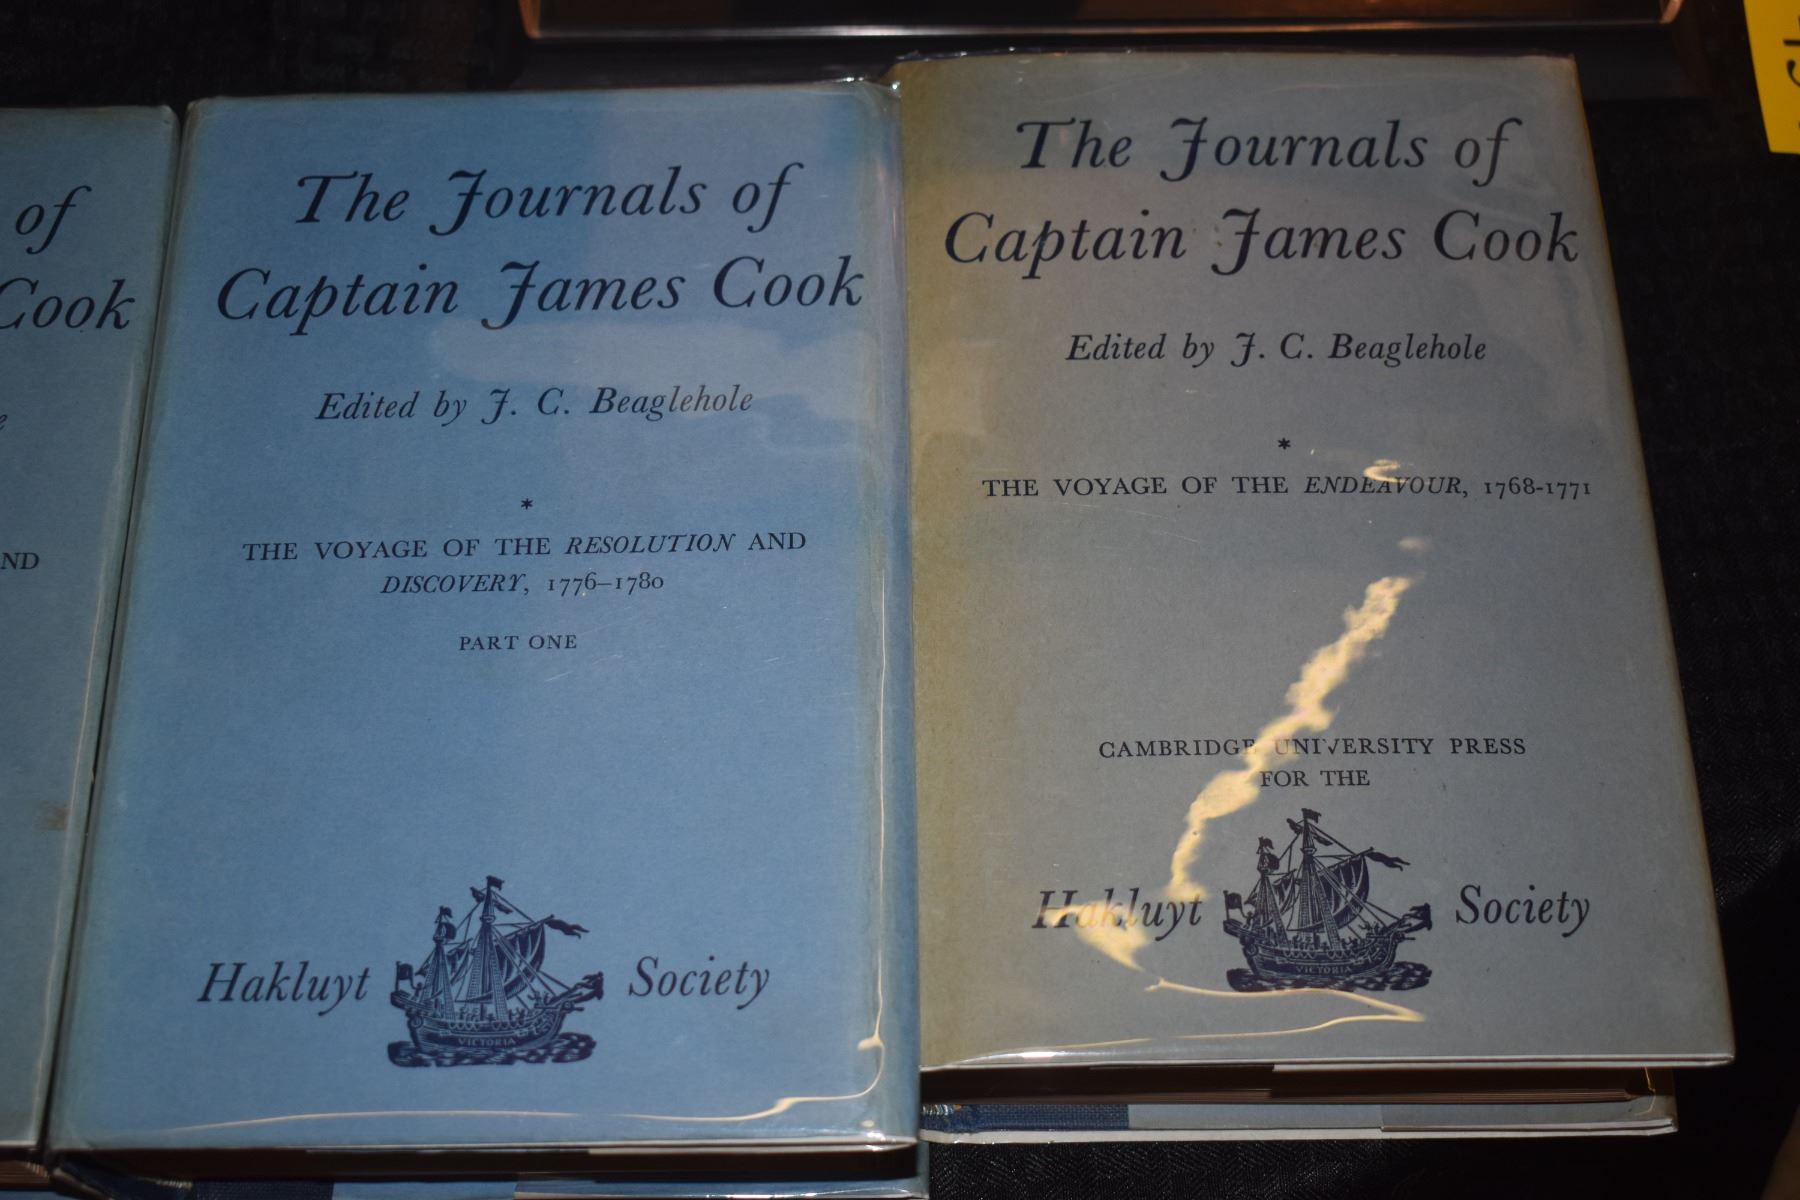 of
Cook
ND
The Journals of
Captain James Cook
Edited by J. C. Beaglehole
*
THE VOYAGE OF THE RESOLUTION AND
DISCOVERY, 1776–1780
PART ONE
Hakluyt Society
VICTORIA
The Journals of
Captain James Cook
Edited by J. C. Beaglehole
*
THE VOYAGE OF THE ENDEAVOUR, 1768-1771
CAMBRIDGE UNIVERSITY PRESS
FOR THE
Hakluyt Society
VICTORIA